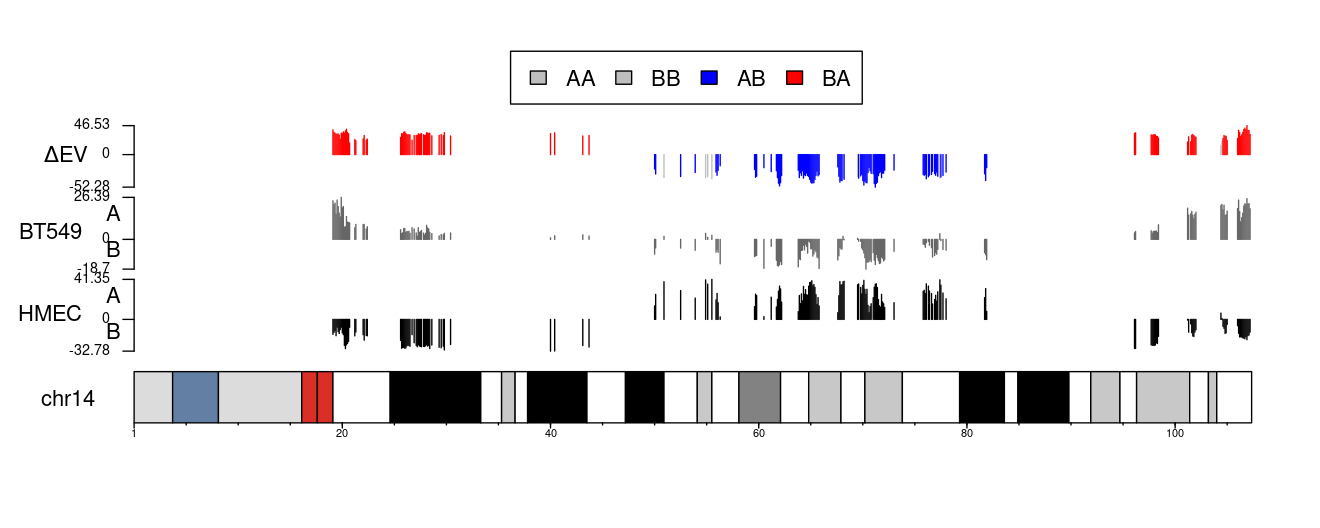 AA BB AB BA
46.53
ΔEV 0
-52.28
26.39
A
BT549 0
B
-18.7
41.35
A
HMEC 0
B
-32.78
chr14
1 20 40 60 80 100